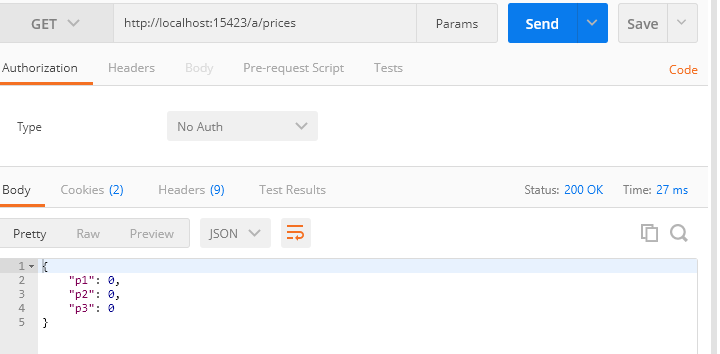 GET http://localhost:15423/a/prices Params Send Save
Authorization Headers Body Pre-request Script Tests Code
Type No Auth
Body Cookies (2) Headers (9) Test Results Status: 200 OK Time: 27 ms
Pretty Raw Preview JSON
1 {
2 "p1": 0,
3 "p2": 0,
4 "p3": 0
5 }